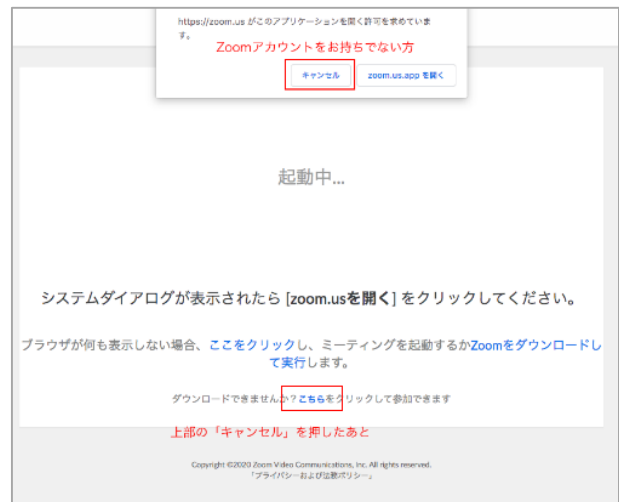 https://zoom.us がこのアプリケーションを開く許可を求めていま
す。
Zoomアカウントをお持ちでない方
キャンセル zoom.us.app を開く
起動中...
システムダイアログが表示されたら [zoom.usを開く] をクリックしてください。
ブラウザが何も表示しない場合、ここをクリックし、ミーティングを起動するかZoomをダウンロードし
て実行します。
ダウンロードできませんか?こちらをクリックして参加できます
上部の「キャンセル」を押したあと
Copyright ©2020 Zoom Video Communications, Inc. All rights reserved.
「プライバシーおよび法務ポリシー」